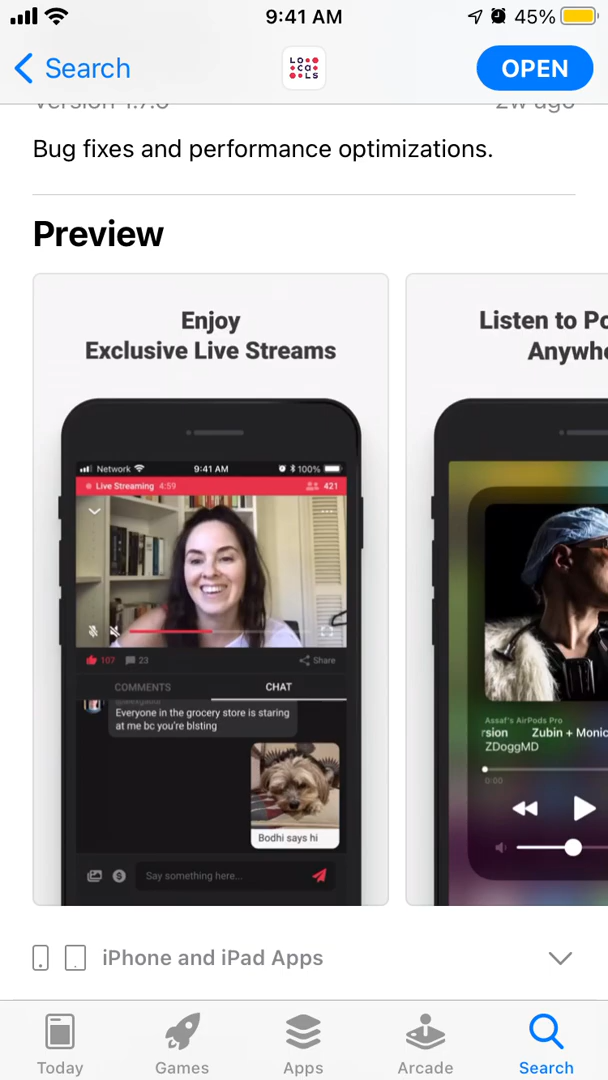 9:41 AM
45%
Search
LO
CA
LS
OPEN
Bug fixes and performance optimizations.
Preview
Enjoy
Exclusive Live Streams
Network
9:41 AM
100%
Live Streaming 4:59
421
107
23
Share
COMMENTS
CHAT
Everyone in the grocery store is staring
at me bc you're blsting
Bodhi says hi
Say something here...
Listen to Po
Anywhe
Assaf's AirPods Pro
rsion Zubin + Monic
ZDoggMD
0:00
iPhone and iPad Apps
Today
Games
Apps
Arcade
Search